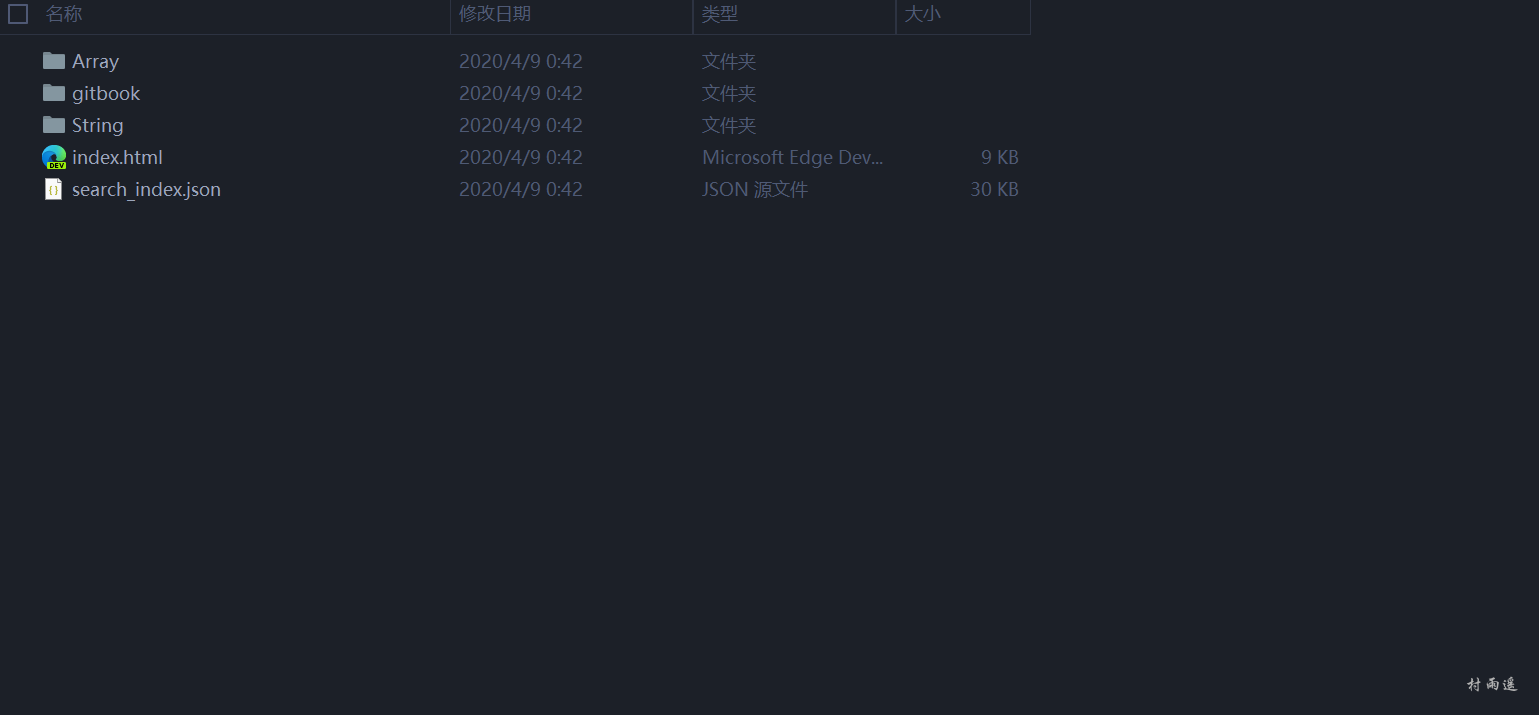 名称 修改日期 类型 大小
Array 2020/4/9 0:42 文件夹
gitbook 2020/4/9 0:42 文件夹
String 2020/4/9 0:42 文件夹
DEV index.html 2020/4/9 0:42 Microsoft Edge Dev... 9 KB
{} search_index.json 2020/4/9 0:42 JSON 源文件 30 KB
村雨遥